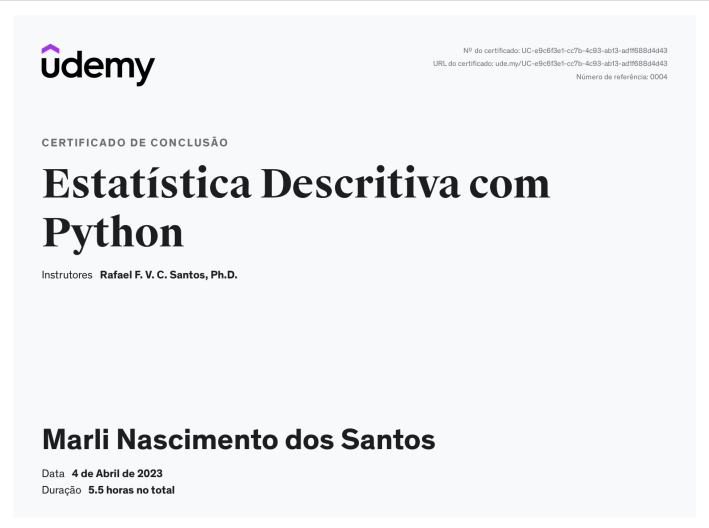 udemy
Nº do certificado: UC-e9c6f3e1-cc7b-4c93-ab13-ad1f688d4d43
URL do certificado: ude.my/UC-e9c6f3e1-cc7b-4c93-ab13-ad1f688d4d43
Número de referência: 0004
CERTIFICADO DE CONCLUSÃO
Estatística Descritiva com
Python
Instrutores Rafael F. V. C. Santos, Ph.D.
Marli Nascimento dos Santos
Data 4 de Abril de 2023
Duração 5.5 horas no total